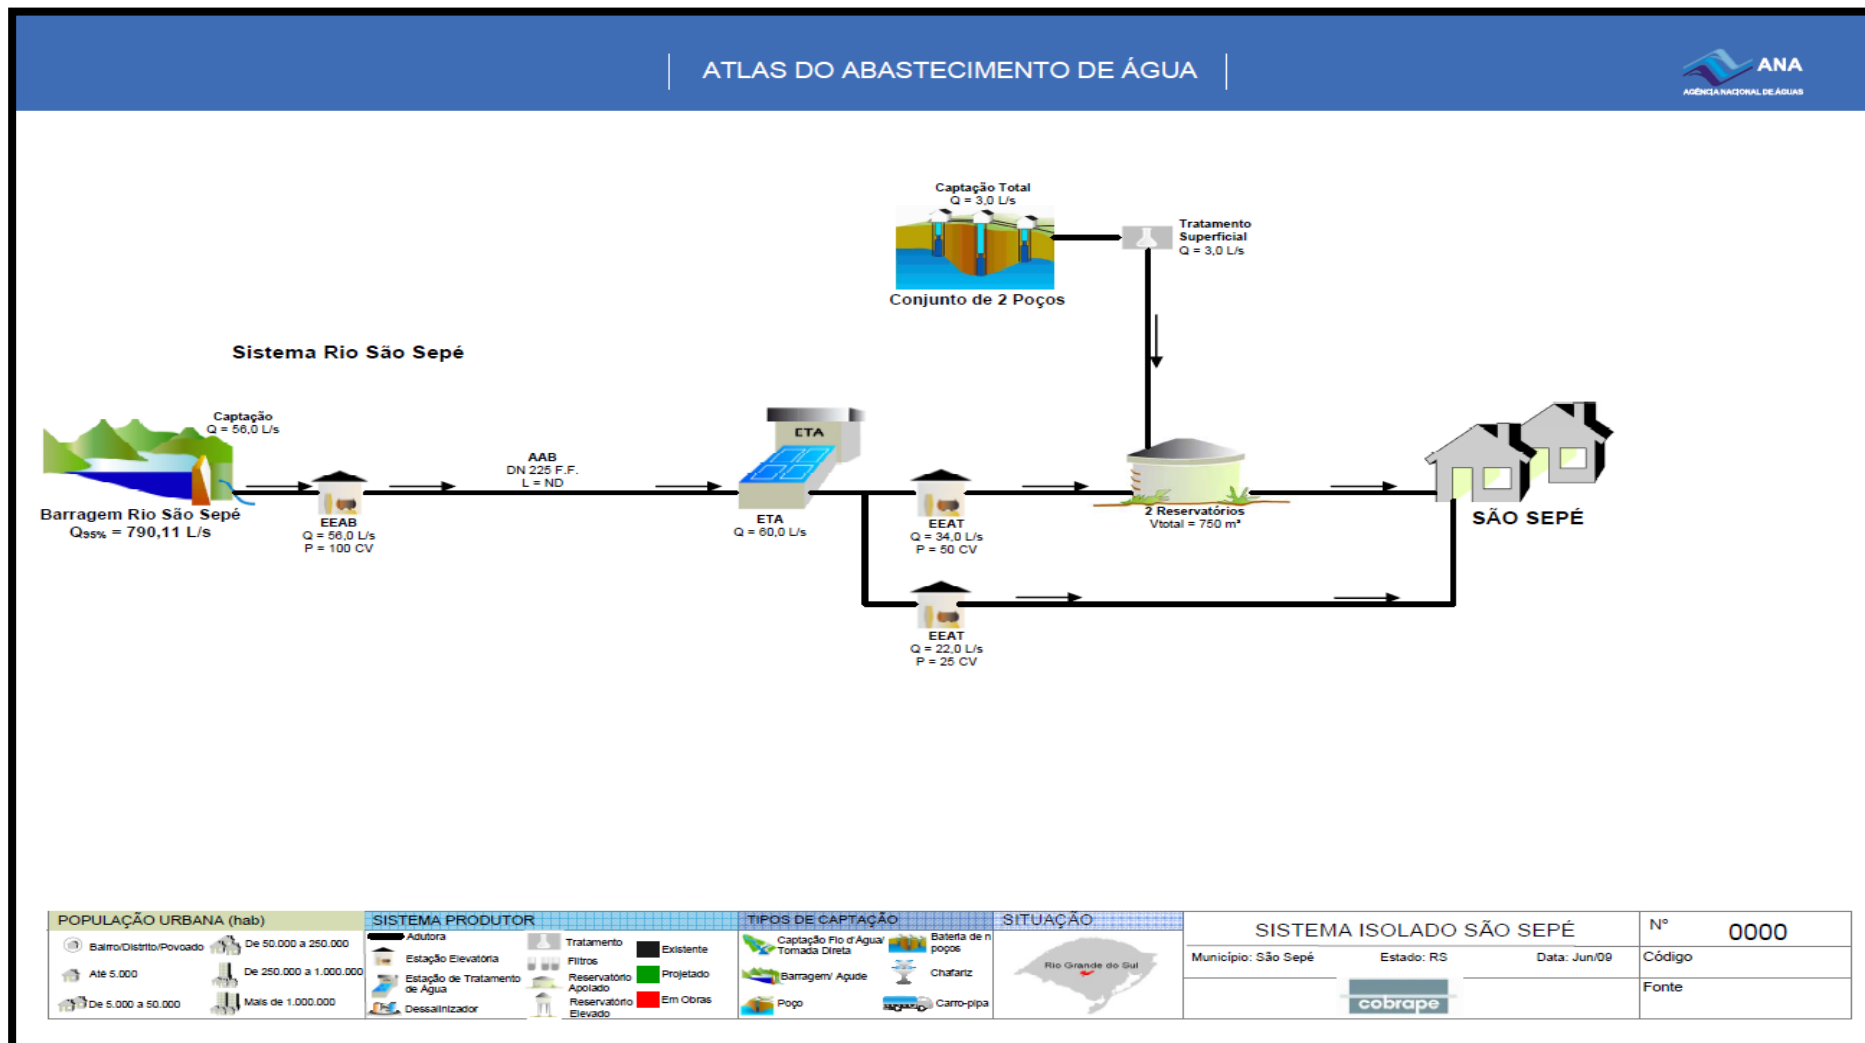 ATLAS DO ABASTECIMENTO DE ÁGUA
ANA
AGÊNCIA NACIONAL DE ÁGUAS
Captação Total
Q = 3,0 L/s
Tratamento
Superficial
Q = 3,0 L/s
Conjunto de 2 Poços
Sistema Rio São Sepé
Captação
Q = 56,0 L/s
Barragem Rio São Sepé
Q95% = 790,11 L/s
EEAB
Q = 56,0 L/s
P = 100 CV
AAB
DN 225 F.F.
L = ND
ETA
ETA
Q = 60,0 L/s
EEAT
Q = 34,0 L/s
P = 50 CV
2 Reservatórios
Vtotal = 750 m³
SÃO SEPÉ
EEAT
Q = 22,0 L/s
P = 25 CV
POPULAÇÃO URBANA (hab)
Bairro/Distrito/Povoado
De 50.000 a 250.000
Até 5.000
De 250.000 a 1.000.000
De 5.000 a 50.000
Mais de 1.000.000
SISTEMA PRODUTOR
Adutora
Estação Elevatória
Estação de Tratamento
de Água
Dessalinizador
Tratamento
Filtros
Reservatório
Apoiado
Reservatório
Elevado
Existente
Projetado
Em Obras
TIPOS DE CAPTAÇÃO
Captação Fio d'Água/
Tomada Direta
Barragem/ Açude
Poço
Bateria de n
poços
Chafariz
Carro-pipa
SITUAÇÃO
Rio Grande do Sul
SISTEMA ISOLADO SÃO SEPÉ
Município: São Sepé
Estado: RS
Data: Jun/09
cobrape
N°
0000
Código
Fonte